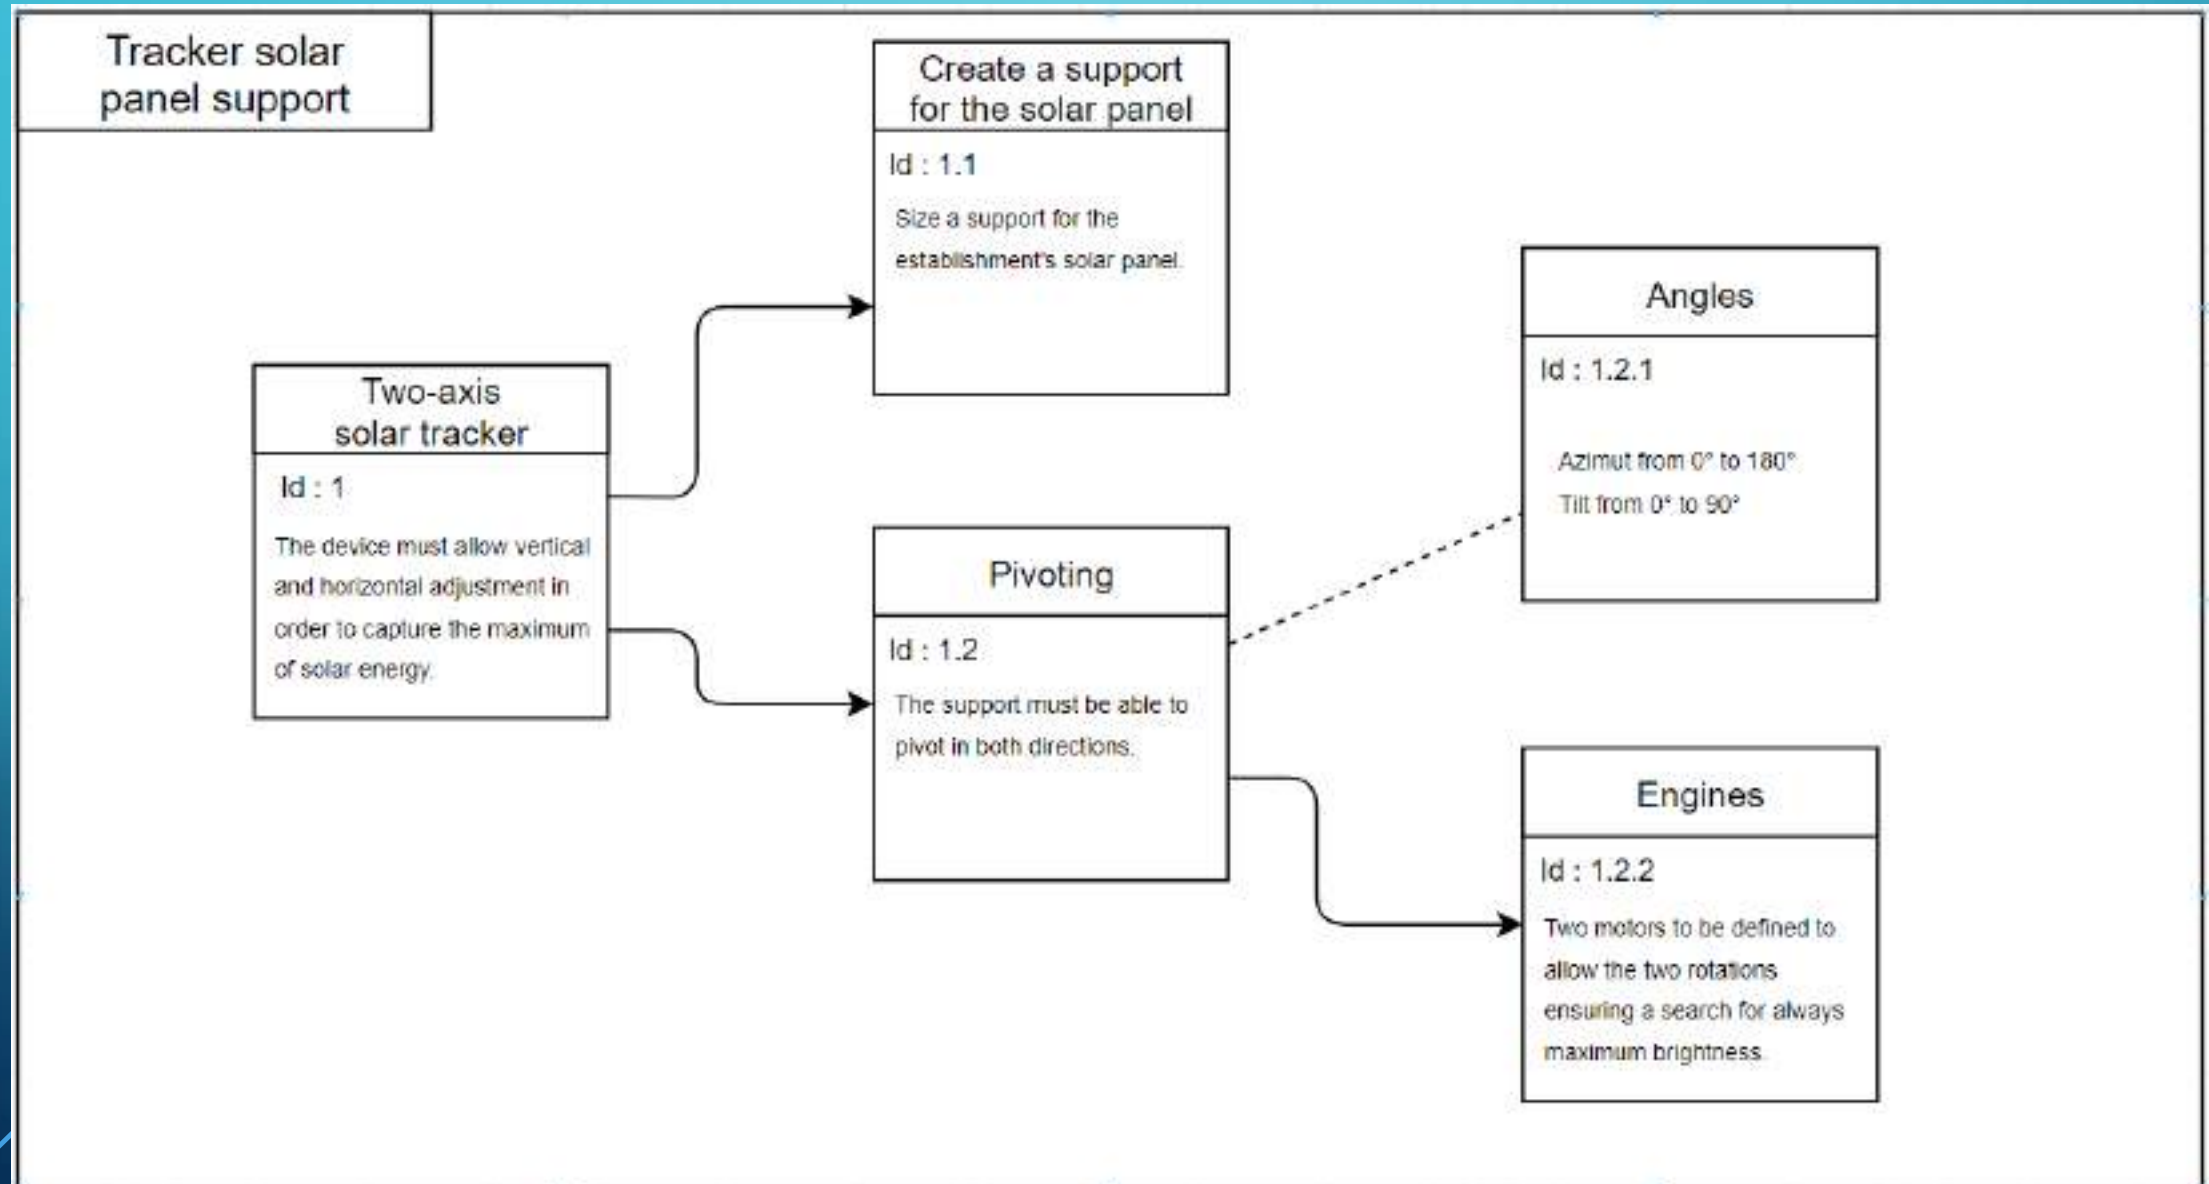 Tracker solar
panel support
Create a support
for the solar panel
Id : 1.1
Size a support for the
establishment's solar panel.
Two-axis
solar tracker
Id : 1
The device must allow vertical
and horizontal adjustment in
order to capture the maximum
of solar energy.
Pivoting
Id : 1.2
The support must be able to
pivot in both directions.
Angles
Id : 1.2.1
Azimut from 0° to 180°
Tilt from 0° to 90°
Engines
Id : 1.2.2
Two motors to be defined to
allow the two rotations
ensuring a search for always
maximum brightness.